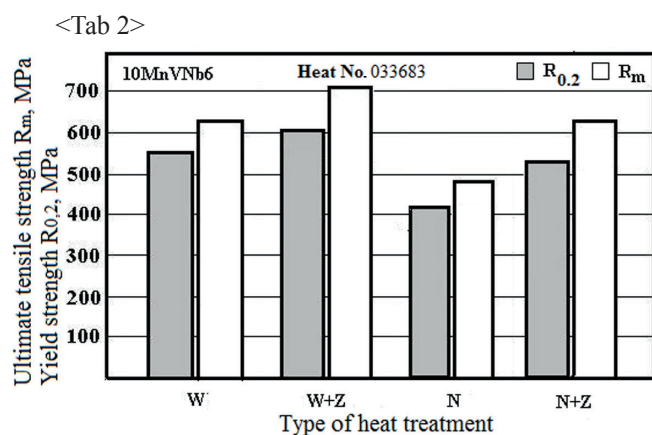 <Tab 2>
10MnVNb6
Heat No. 033683
R0.2
Rm
Ultimate tensile strength Rm, MPa
Yield strength R0,2, MPa
700
600
500
400
300
200
100
W
W+Z
N
N+Z
Type of heat treatment